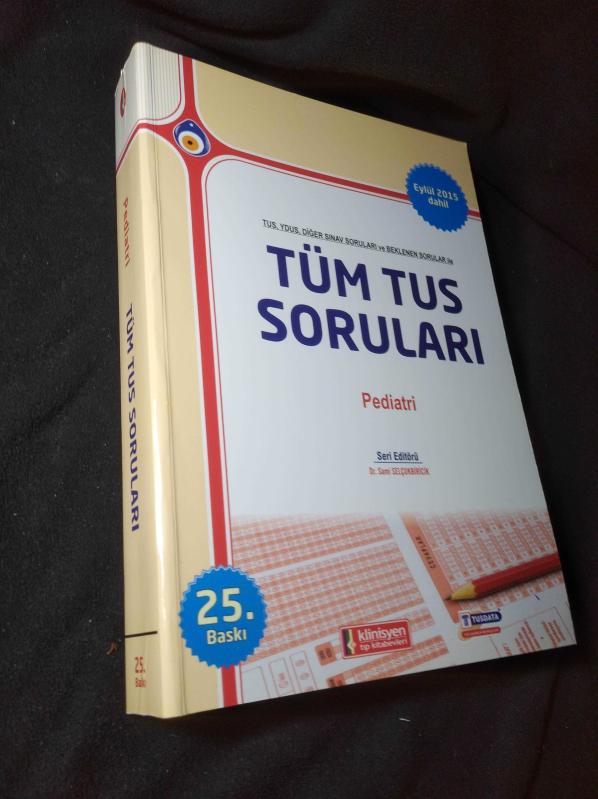 Pediatri
TÜM TUS SORULARI
25.
Baskı
Eylül 2015
dahil
TUS, YDUS, DİĞER SINAV SORULARI ve BEKLENEN SORULAR ile
TÜM TUS
SORULARI
Pediatri
Seri Editörü
Dr. Sami SELÇUKBİRİCİK
25.
Baskı
CEVAPLAR
klinisyen
tıp kitabevleri
TUSDATA